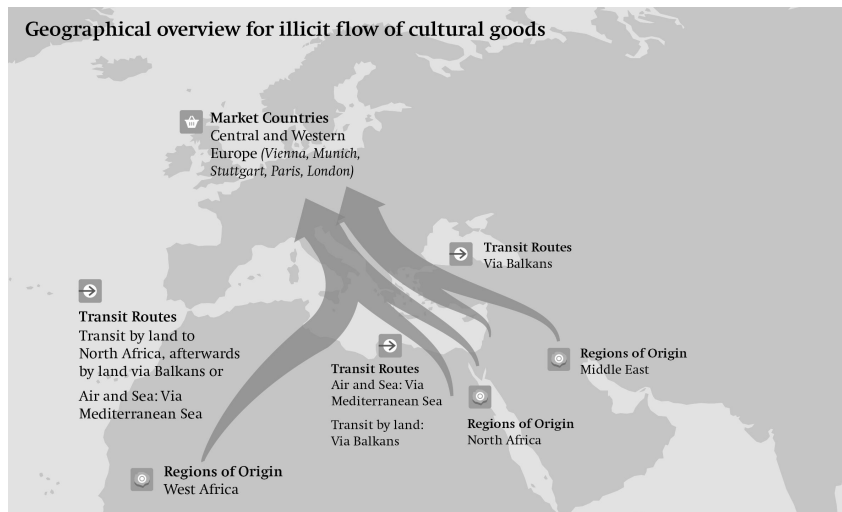 Geographical overview for illicit flow of cultural goods
Market Countries
Central and Western
Europe (Vienna, Munich,
Stuttgart, Paris, London)
Transit Routes
Via Balkans
Transit Routes
Transit by land to
North Africa, afterwards
by land via Balkans or
Air and Sea: Via
Mediterranean Sea
Transit Routes
Air and Sea: Via
Mediterranean Sea
Transit by land:
Via Balkans
Regions of Origin
Middle East
Regions of Origin
North Africa
Regions of Origin
West Africa